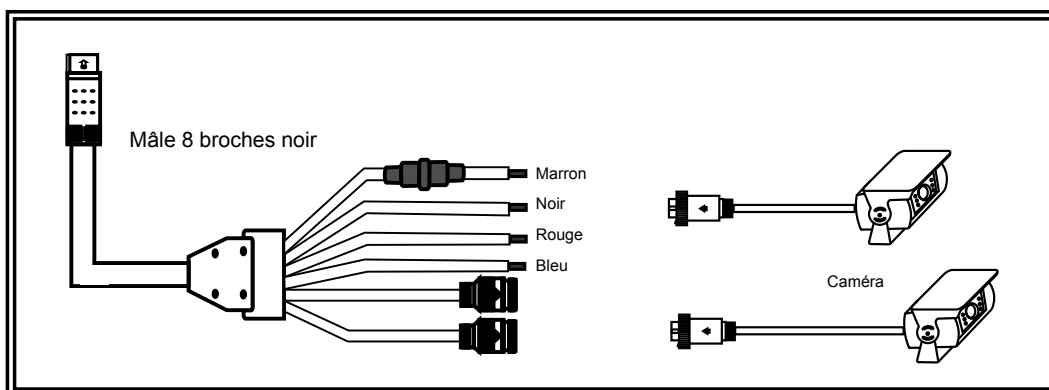 Mâle 8 broches noir
Marron
Noir
Rouge
Bleu
Caméra